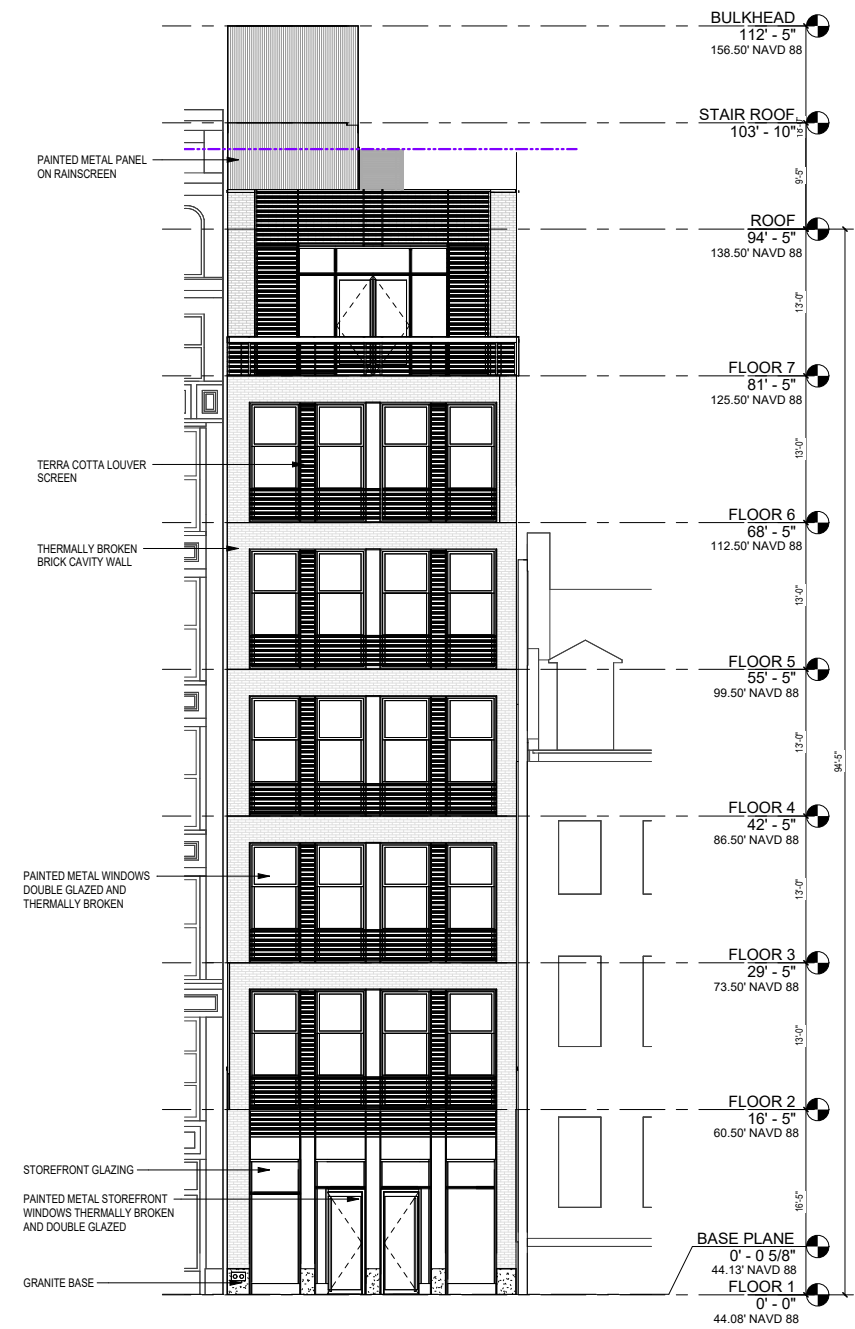 BULKHEAD
112' - 5"
156.50' NAVD 88
STAIR ROOF
103' - 10"
PAINTED METAL PANEL
ON RAINSCREEN
9'-5"
ROOF
94' - 5"
138.50' NAVD 88
13'-0"
FLOOR 7
81' - 5"
125.50' NAVD 88
TERRA COTTA LOUVER
SCREEN
13'-0"
FLOOR 6
68' - 5"
112.50' NAVD 88
THERMALLY BROKEN
BRICK CAVITY WALL
13'-0"
FLOOR 5
55' - 5"
99.50' NAVD 88
13'-0"
94'-5"
FLOOR 4
42' - 5"
86.50' NAVD 88
PAINTED METAL WINDOWS
DOUBLE GLAZED AND
THERMALLY BROKEN
13'-0"
FLOOR 3
29' - 5"
73.50' NAVD 88
13'-0"
FLOOR 2
16' - 5"
60.50' NAVD 88
STOREFRONT GLAZING
PAINTED METAL STOREFRONT
WINDOWS THERMALLY BROKEN
AND DOUBLE GLAZED
16'-5"
BASE PLANE
0' - 0 5/8"
44.13' NAVD 88
GRANITE BASE
FLOOR 1
0' - 0"
44.08' NAVD 88